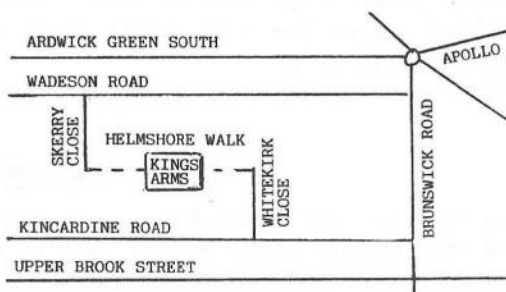 ARDWICK GREEN SOUTH
APOLLO
WADESON ROAD
SKERRY
CLOSE
HELMSHORE WALK
KINGS
ARMS
WHITEKIRK
CLOSE
BRUNSWICK ROAD
KINCARDINE ROAD
UPPER BROOK STREET